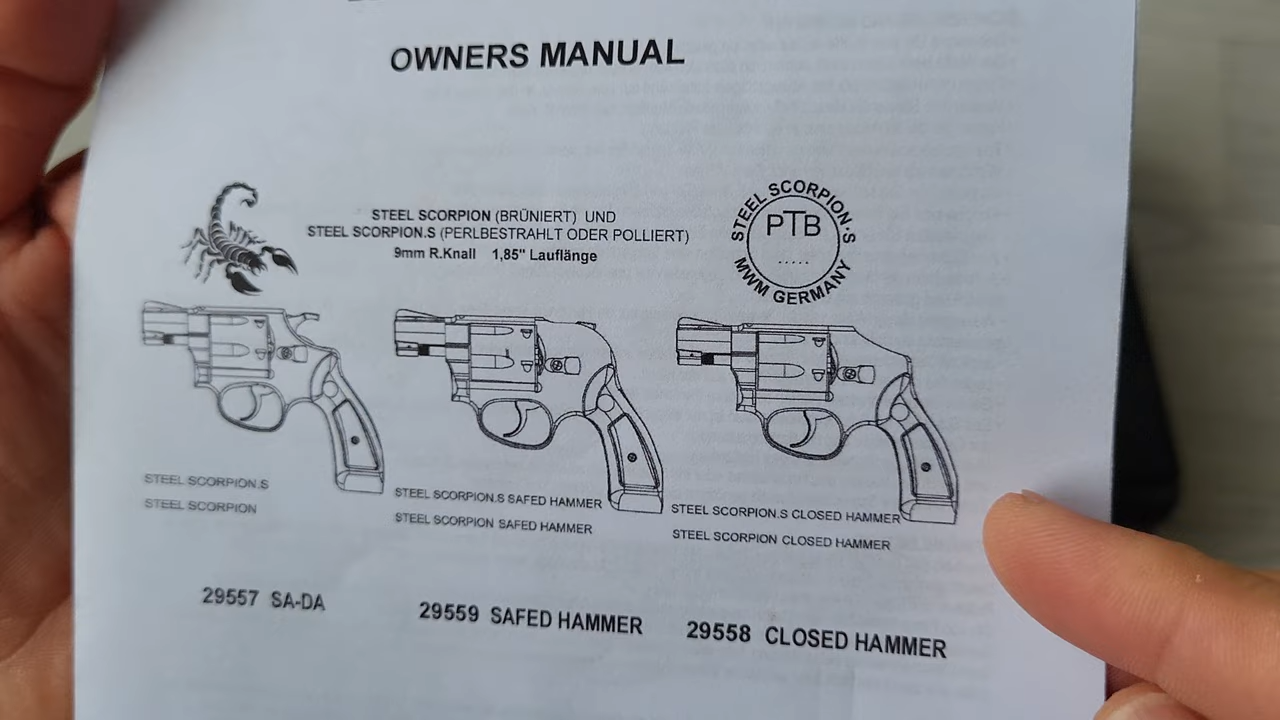 OWNERS MANUAL
STEEL SCORPION (BRÜNIERT) UND
STEEL SCORPION.S (PERLBESTRAHLT ODER POLLIERT)
9mm R.Knall 1,85" Lauflänge
STEEL SCORPION.S
PTB
.....
MWM GERMANY
STEEL SCORPION.S
STEEL SCORPION
STEEL SCORPION.S SAFED HAMMER
STEEL SCORPION SAFED HAMMER
STEEL SCORPION.S CLOSED HAMMER
STEEL SCORPION CLOSED HAMMER
29557 SA-DA
29559 SAFED HAMMER
29558 CLOSED HAMMER